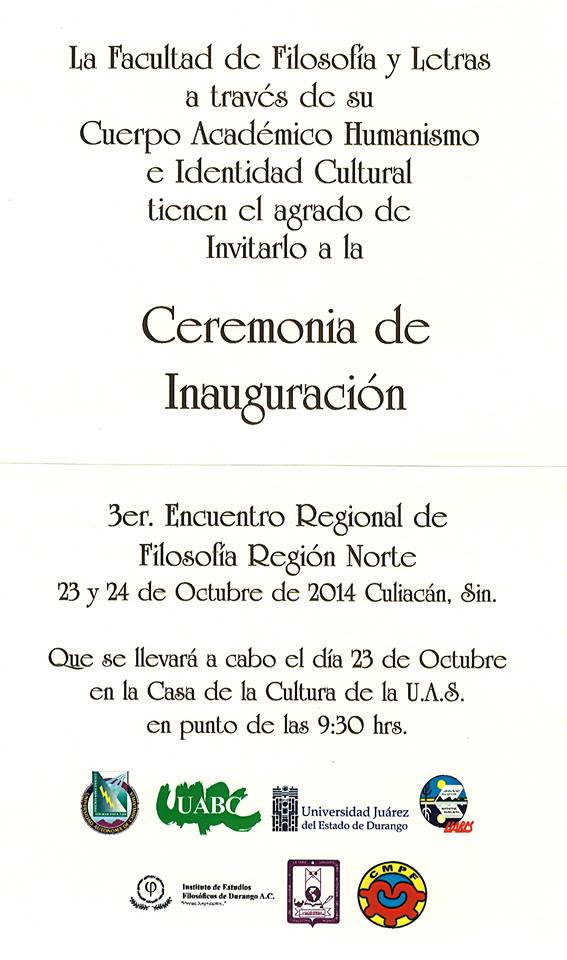 La Facultad de Filosofía y Letras
a través de su
Cuerpo Académico Humanismo
e Identidad Cultural
tienen el agrado de
Invitarlo a la
Ceremonia de
Inauguración
3er. Encuentro Regional de
Filosofía Región Norte
23 y 24 de Octubre de 2014 Culiacán, Sin.
Que se llevará a cabo el día 23 de Octubre
en la Casa de la Cultura de la U.A.S.
en punto de las 9:30 hrs.
UABC
Universidad Juárez
del Estado de Durango
Instituto de Estudios
Filosóficos de Durango A.C.
CMPF